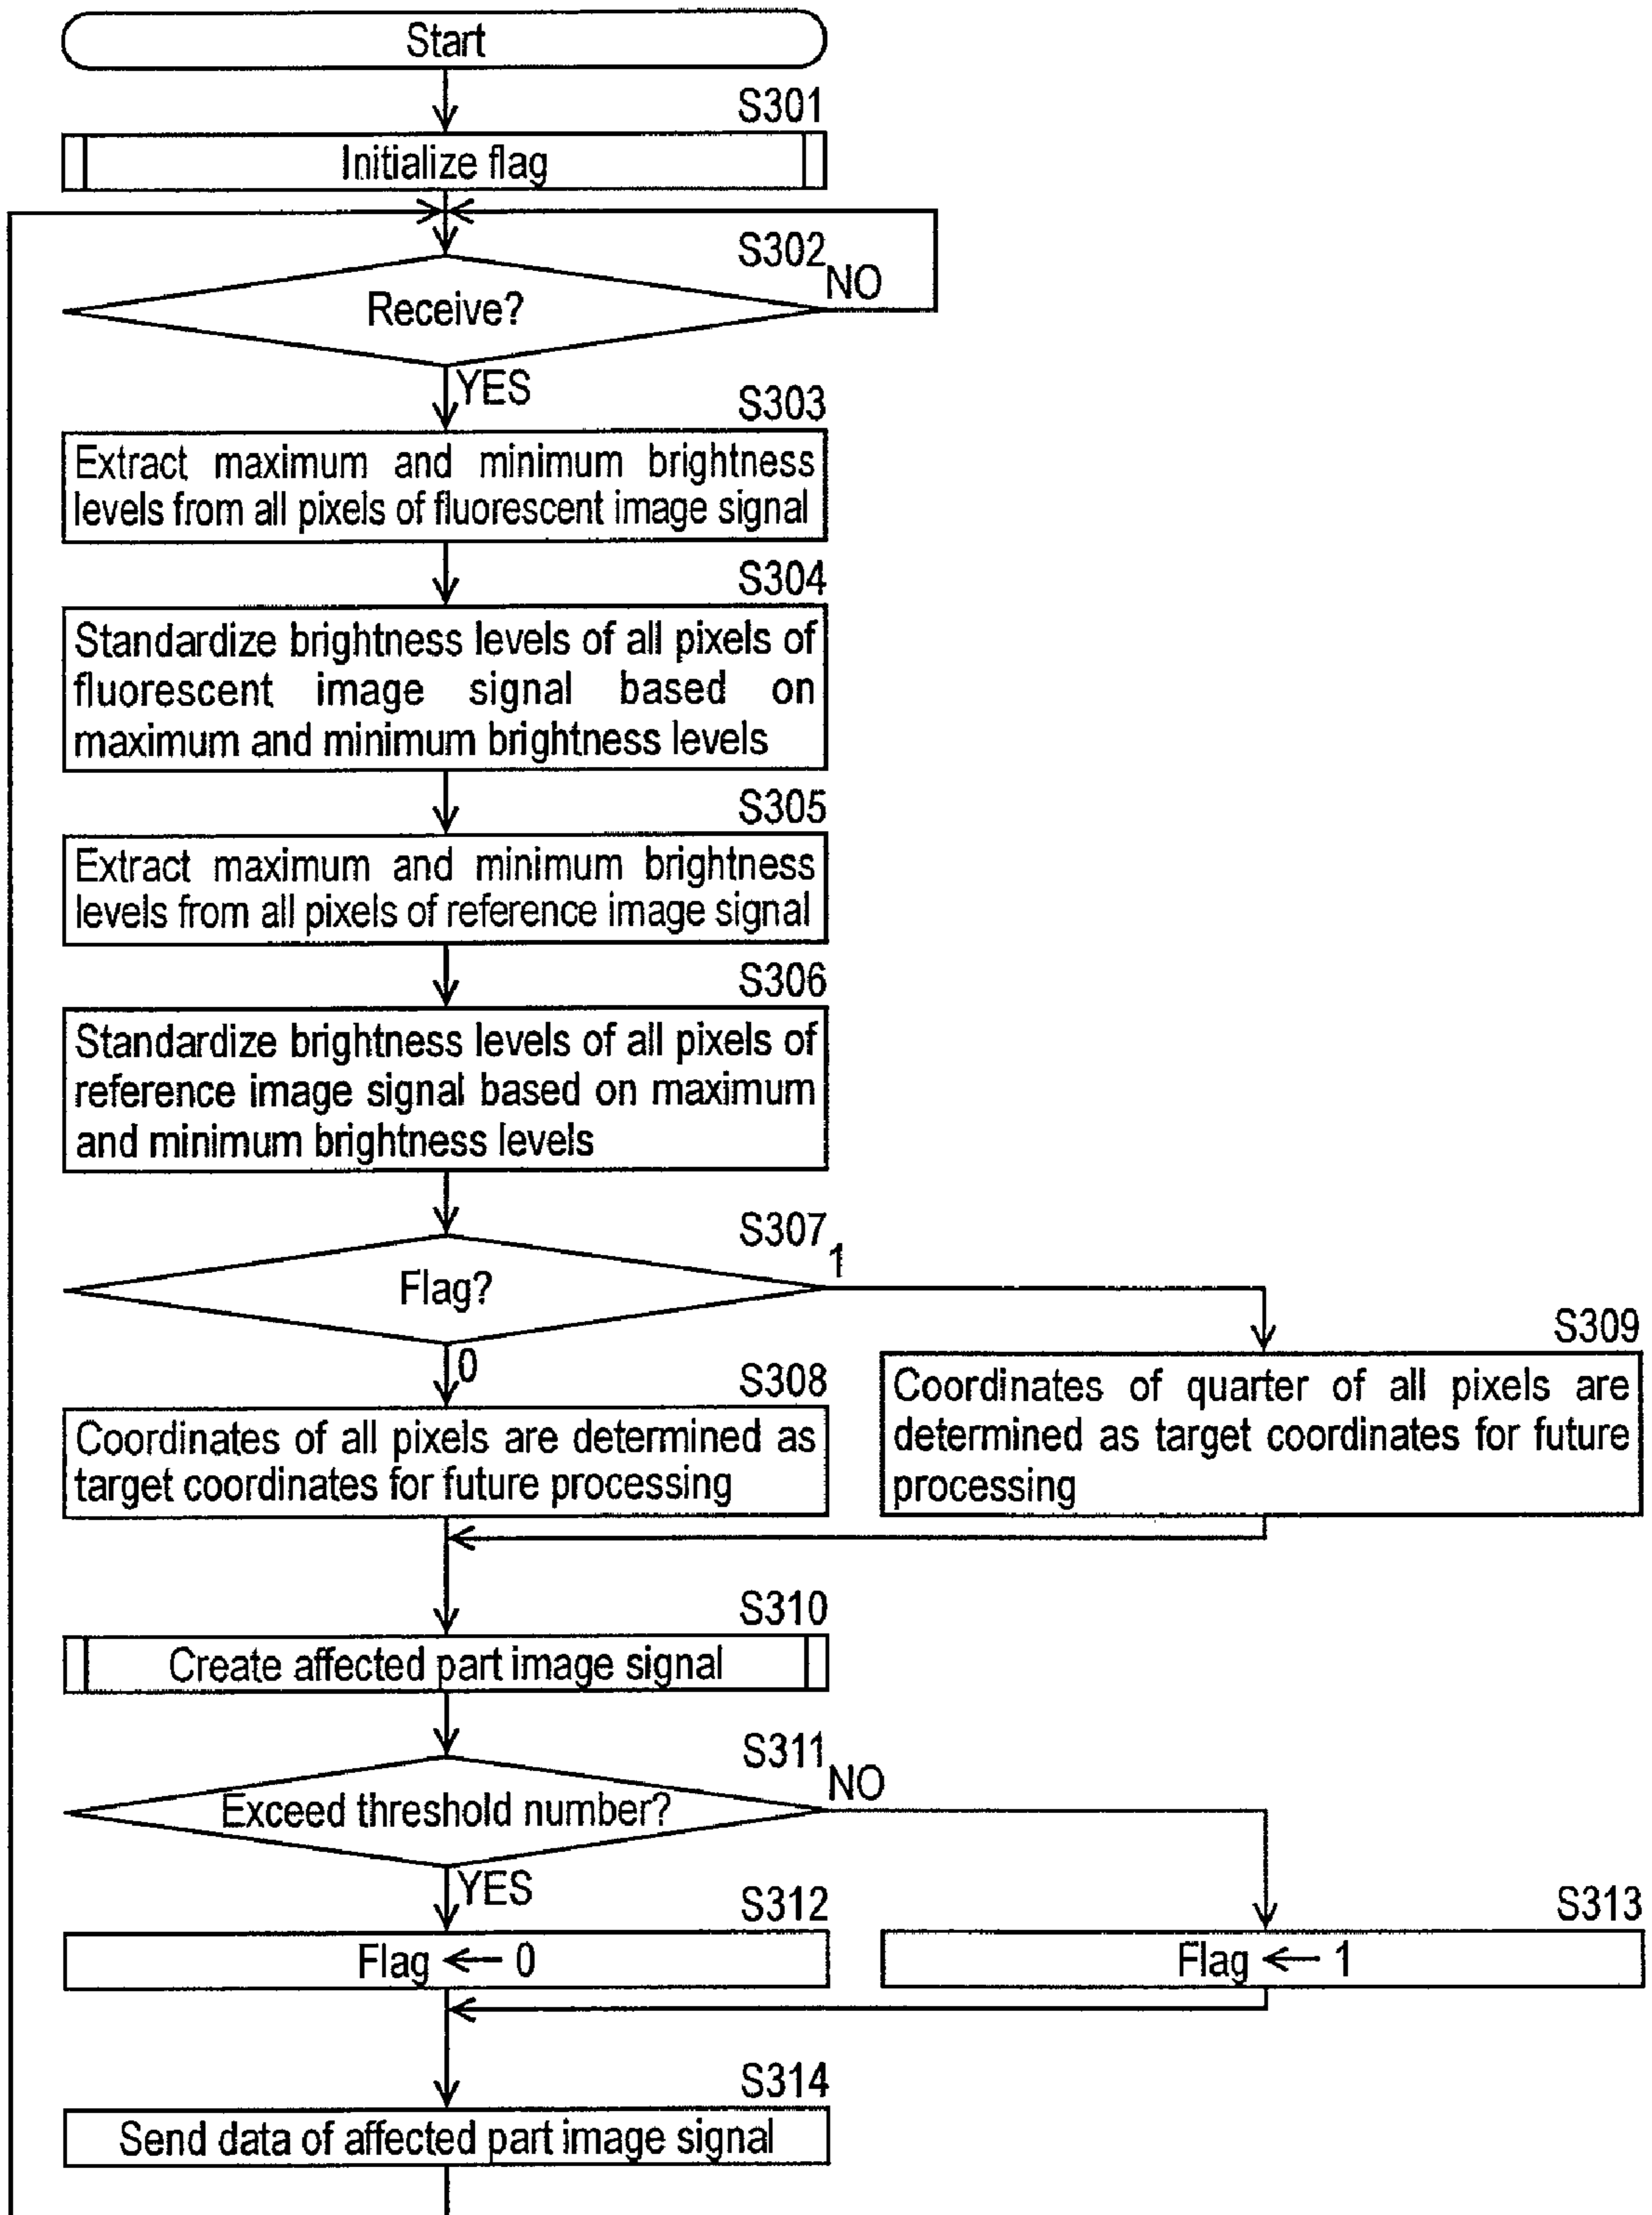 Start
S301
Initialize flag
S302
NO
Receive?
YES
S303
Extract maximum and minimum brightness
levels from all pixels of fluorescent image signal
S304
Standardize brightness levels of all pixels of
fluorescent image signal based on
maximum and minimum brightness levels
S305
Extract maximum and minimum brightness
levels from all pixels of reference image signal
S306
Standardize brightness levels of all pixels of
reference image signal based on maximum
and minimum brightness levels
S307
1
Flag?
0
S308
Coordinates of all pixels are determined as
target coordinates for future processing
S309
Coordinates of quarter of all pixels are
determined as target coordinates for future
processing
S310
Create affected part image signal
S311
NO
Exceed threshold number?
YES
S312
Flag ← 0
S313
Flag ← 1
S314
Send data of affected part image signal